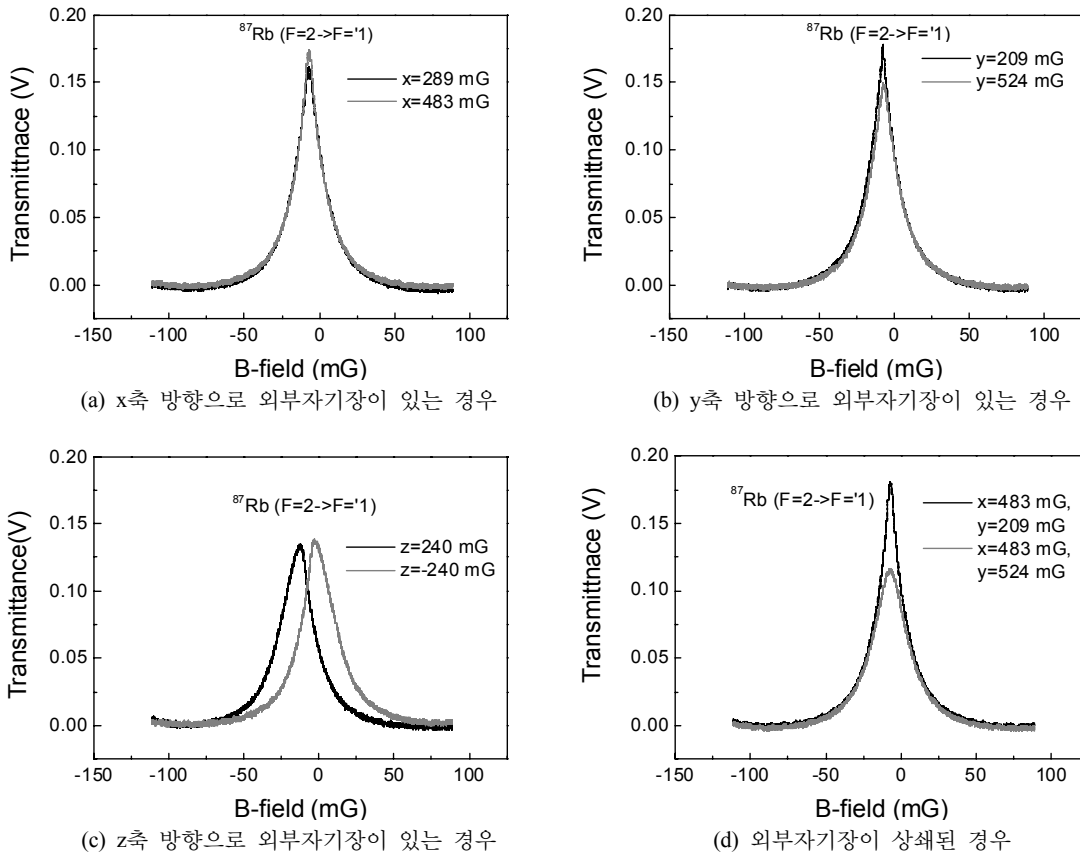 ⁸⁷Rb (F=2->F='1)
x=289 mG
x=483 mG
Transmittnace (V)
0.20
0.15
0.10
0.05
0.00
-150 -100 -50 0 50 100
B-field (mG)
(a) x축 방향으로 외부자기장이 있는 경우
⁸⁷Rb (F=2->F='1)
y=209 mG
y=524 mG
Transmittnace (V)
0.20
0.15
0.10
0.05
0.00
-150 -100 -50 0 50 100
B-field (mG)
(b) y축 방향으로 외부자기장이 있는 경우
⁸⁷Rb (F=2->F='1)
z=240 mG
z=-240 mG
Transmittance(V)
0.20
0.15
0.10
0.05
0.00
-150 -100 -50 0 50 100
B-field (mG)
(c) z축 방향으로 외부자기장이 있는 경우
⁸⁷Rb (F=2->F='1)
x=483 mG,
y=209 mG
x=483 mG,
y=524 mG
Transmittnace (V)
0.20
0.15
0.10
0.05
0.00
-150 -100 -50 0 50 100
B-field (mG)
(d) 외부자기장이 상쇄된 경우